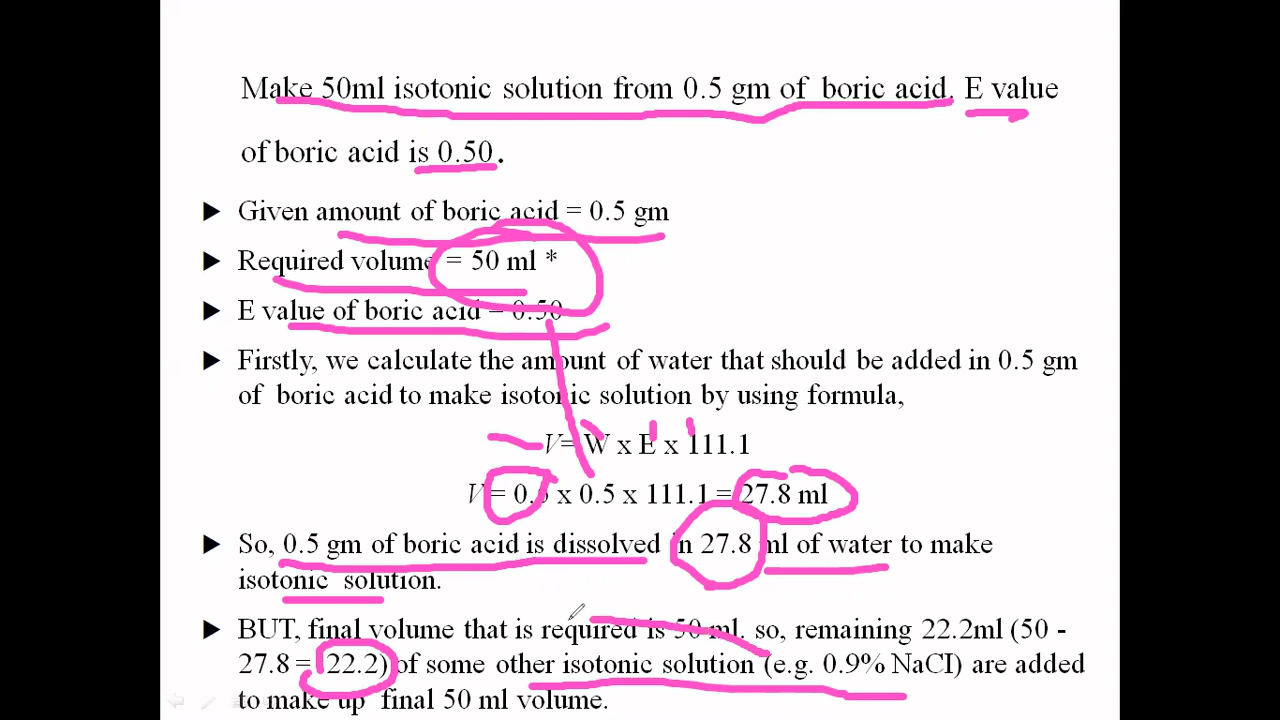 Make 50ml isotonic solution from 0.5 gm of boric acid. E value
of boric acid is 0.50.
▶ Given amount of boric acid = 0.5 gm
▶ Required volume = 50 ml *
▶ E value of boric acid = 0.50
▶ Firstly, we calculate the amount of water that should be added in 0.5 gm
of boric acid to make isotonic solution by using formula,
V= W x E x 111.1
V= 0.5 x 0.5 x 111.1 = 27.8 ml
▶ So, 0.5 gm of boric acid is dissolved in 27.8 ml of water to make
isotonic solution.
▶ BUT, final volume that is required is 50 ml. so, remaining 22.2ml (50 -
27.8 = 22.2) of some other isotonic solution (e.g. 0.9% NaCI) are added
to make up final 50 ml volume.